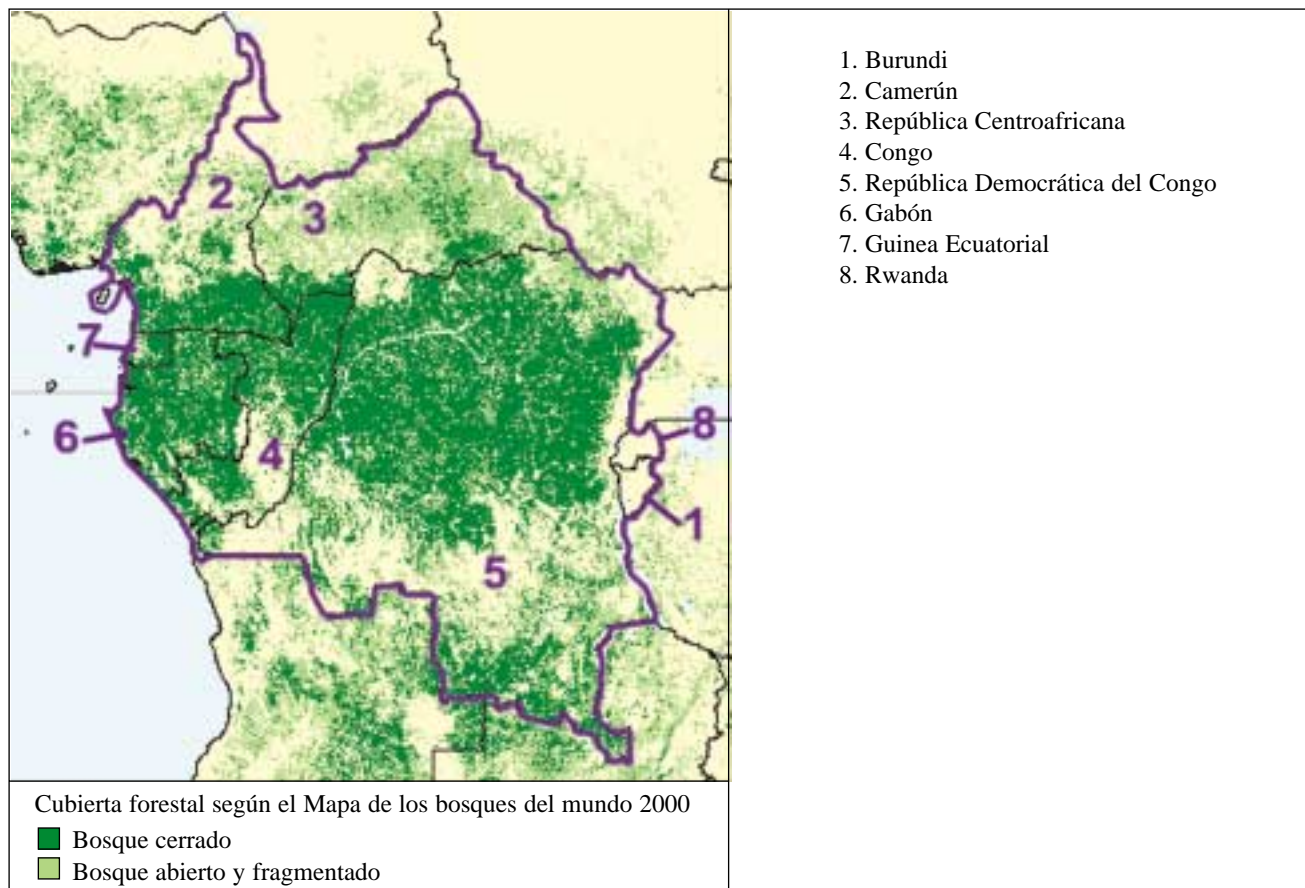 1. Burundi
2. Camerún
3. República Centroafricana
4. Congo
5. República Democrática del Congo
6. Gabón
7. Guinea Ecuatorial
8. Rwanda
2
3
7
6
4
8
1
5
Cubierta forestal según el Mapa de los bosques del mundo 2000
Bosque cerrado
Bosque abierto y fragmentado